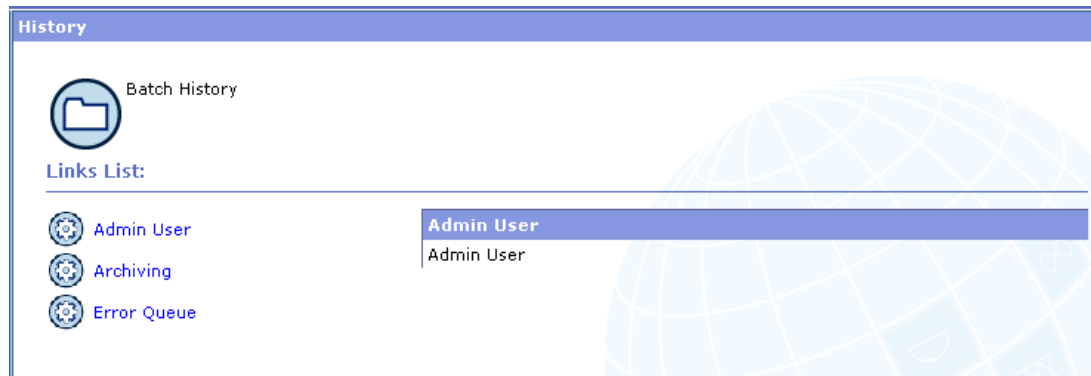 History
Batch History
Links List:
Admin User
Archiving
Error Queue
Admin User
Admin User